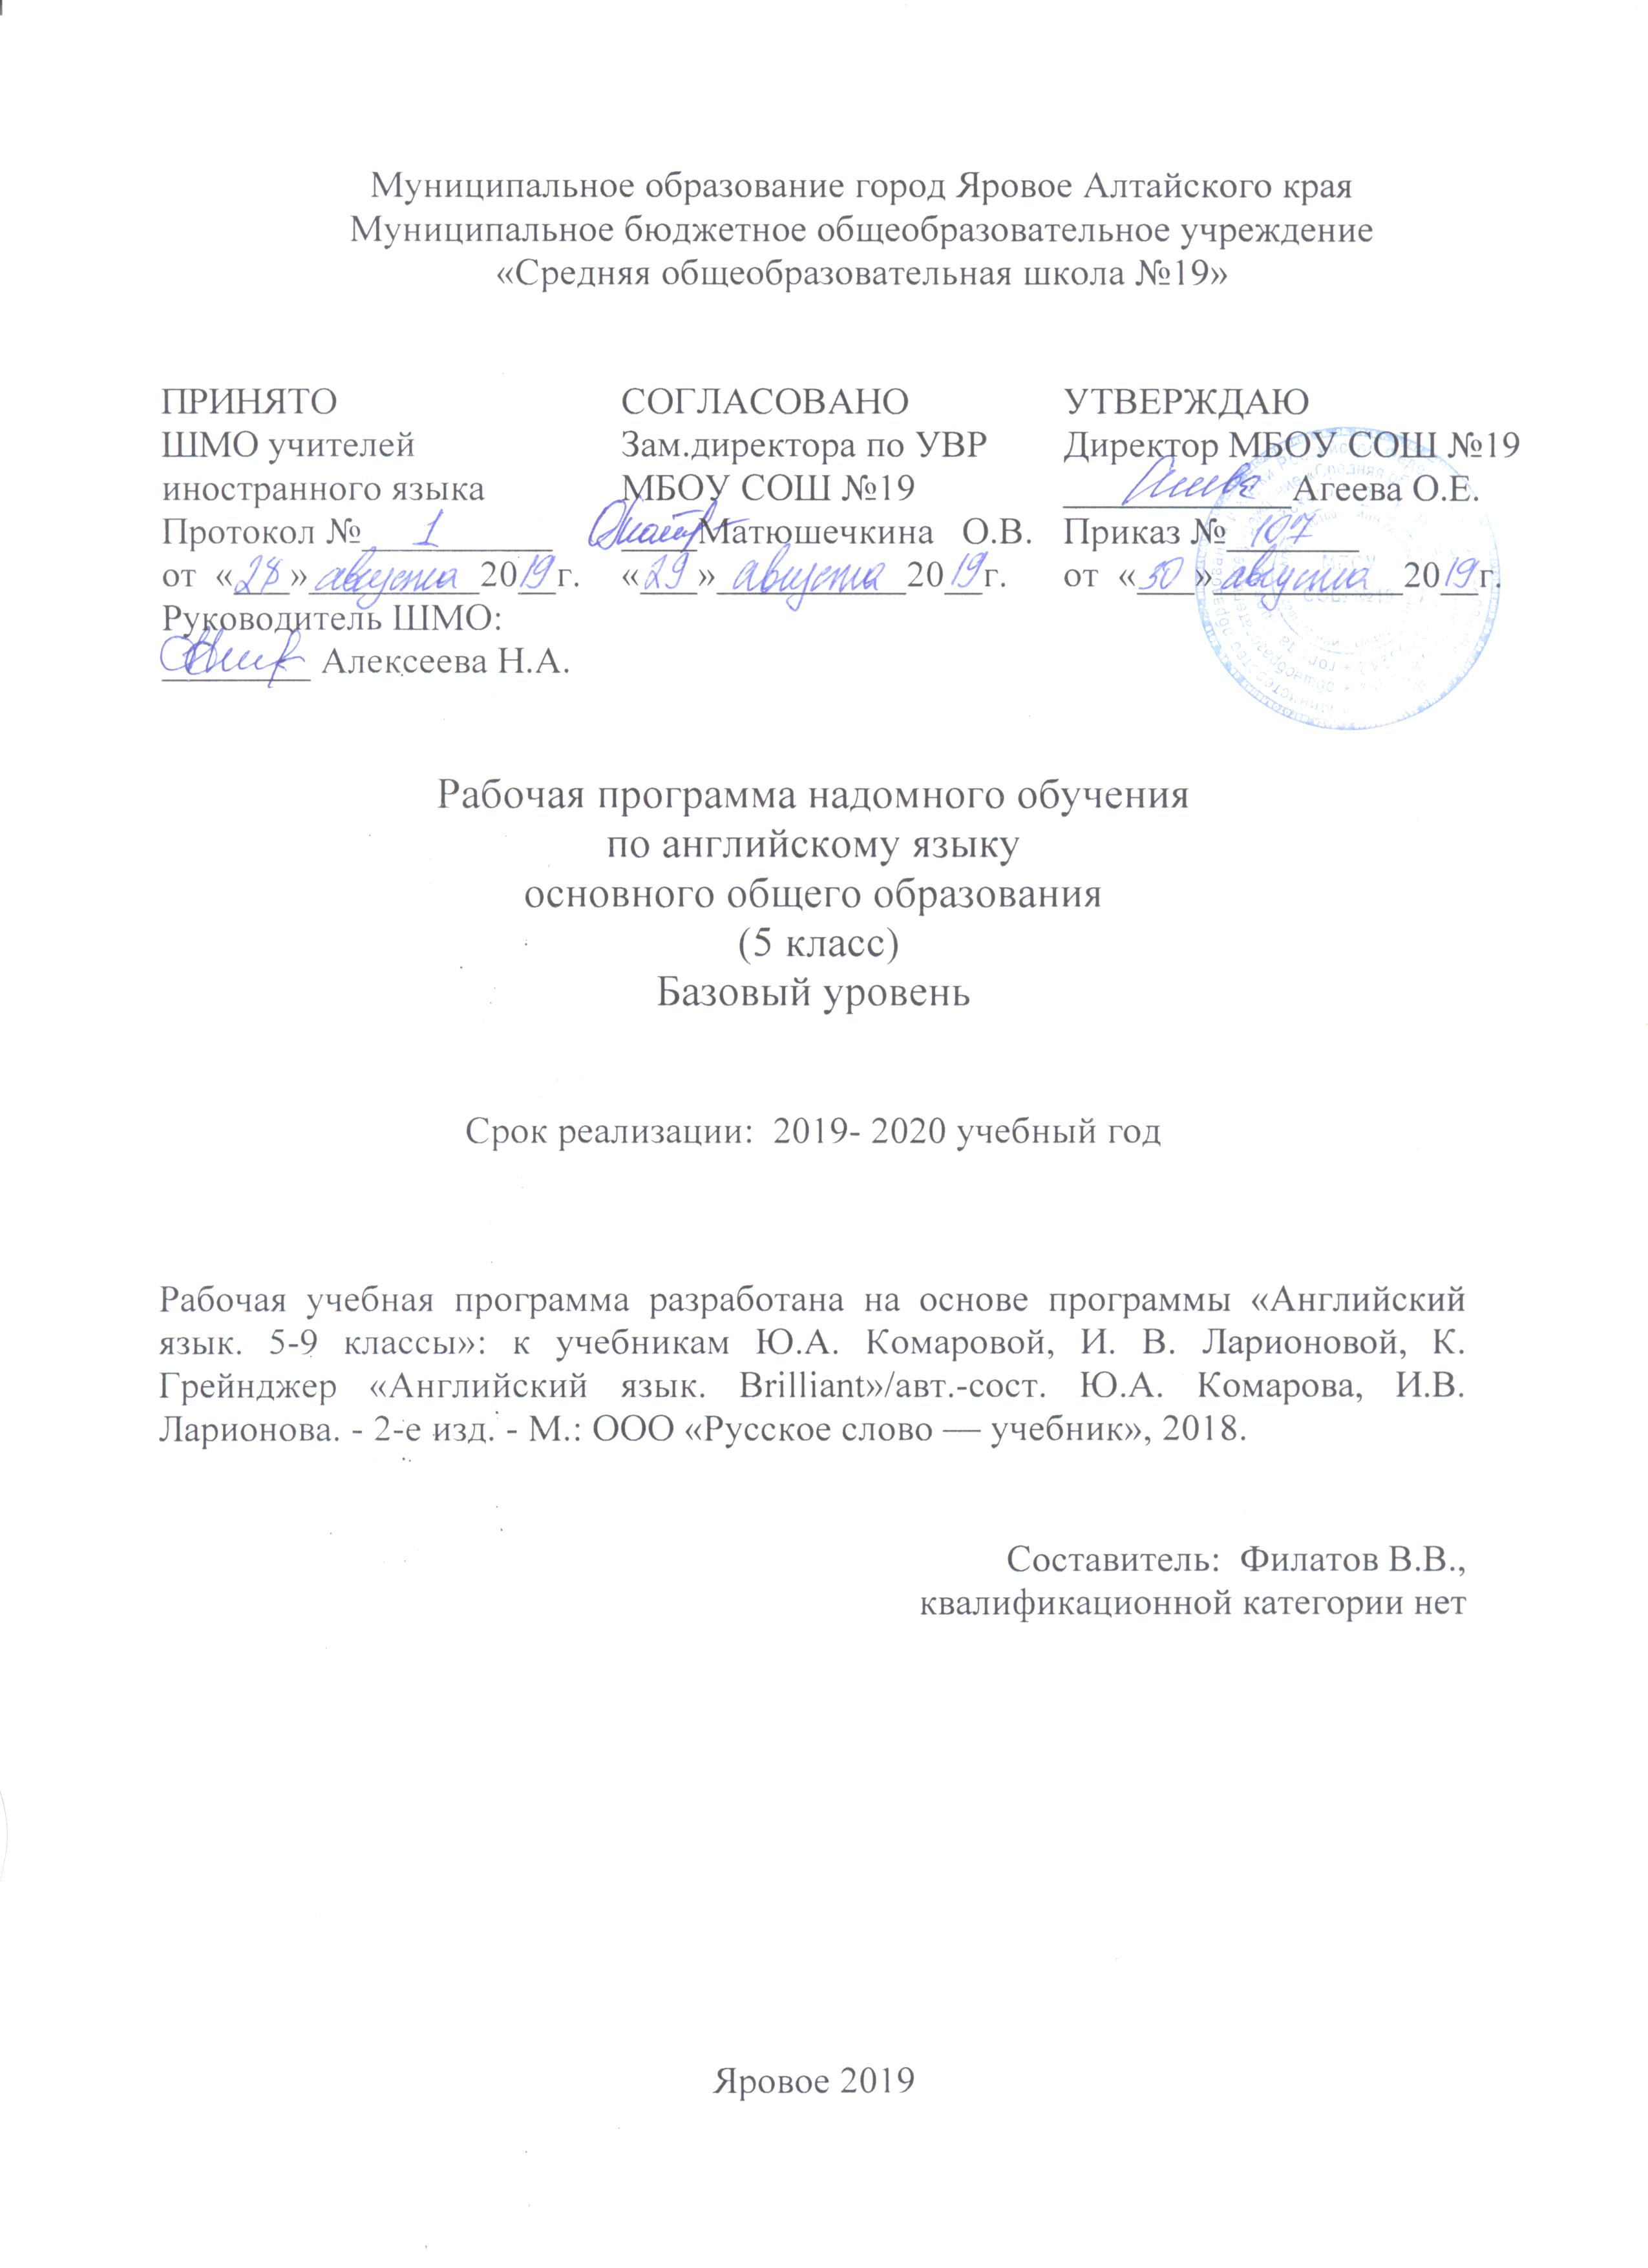 Муниципальное образование город Яровое Алтайского края
Муниципальное бюджетное общеобразовательное учреждение
«Средняя общеобразовательная школа №19»
ПРИНЯТО
ШМО учителей
иностранного языка
Протокол № 1
от «28» августа 2019 г.
Руководитель ШМО:
Алексеева Н.А.
СОГЛАСОВАНО
Зам.директора по УВР
МБОУ СОШ №19
Матюшечкина О.В.
«29» августа 2019 г.
УТВЕРЖДАЮ
Директор МБОУ СОШ №19
Агеева О.Е.
Приказ № 107
от «30» августа 2019 г.
Рабочая программа надомного обучения
по английскому языку
основного общего образования
(5 класс)
Базовый уровень
Срок реализации: 2019- 2020 учебный год
Рабочая учебная программа разработана на основе программы «Английский
язык. 5-9 классы»: к учебникам Ю.А. Комаровой, И. В. Ларионовой, К.
Грейнджер «Английский язык. Brilliant»/авт.-сост. Ю.А. Комарова, И.В.
Ларионова. - 2-е изд. - М.: ООО «Русское слово — учебник», 2018.
Составитель: Филатов В.В.,
квалификационной категории нет
Яровое 2019